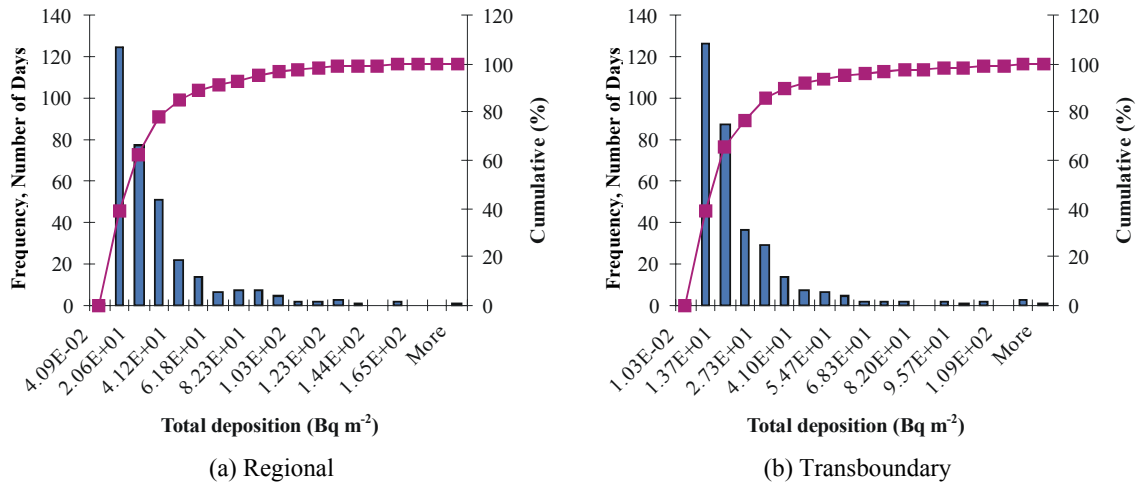 140
120
100
80
60
40
20
0
Frequency, Number of Days
120
100
80
60
40
20
0
Cumulative (%)
4.09E-02
2.06E+01
4.12E+01
6.18E+01
8.23E+01
1.03E+02
1.23E+02
1.44E+02
1.65E+02
More
Total deposition (Bq m⁻²)
(a) Regional
140
120
100
80
60
40
20
0
Frequency, Number of Days
120
100
80
60
40
20
0
Cumulative (%)
1.03E-02
1.37E+01
2.73E+01
4.10E+01
5.47E+01
6.83E+01
8.20E+01
9.57E+01
1.09E+02
More
Total deposition (Bq m⁻²)
(b) Transboundary